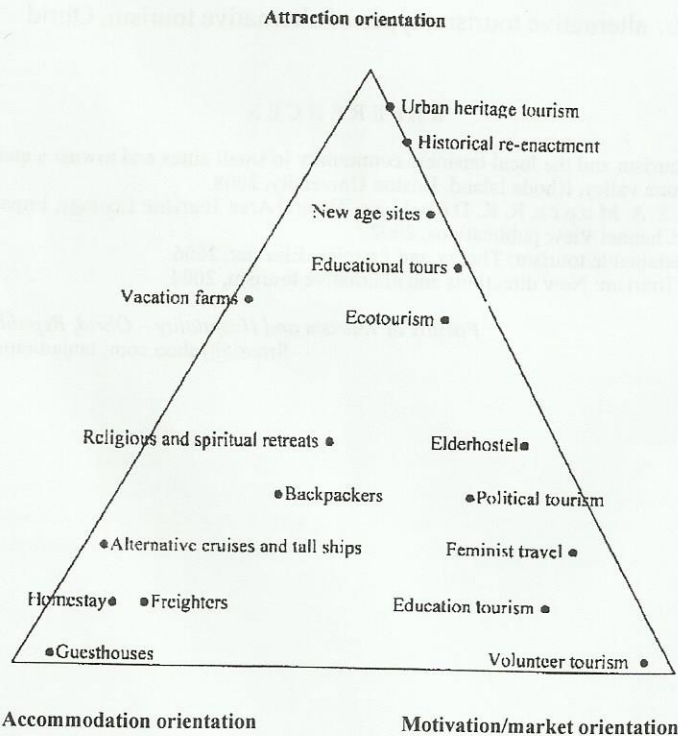 Attraction orientation
Urban heritage tourism
Historical re-enactment
New age sites
Educational tours
Vacation farms
Ecotourism
Religious and spiritual retreats
Elderhostel
Backpackers
Political tourism
Alternative cruises and tall ships
Feminist travel
Homestay
Freighters
Education tourism
Guesthouses
Volunteer tourism
Accommodation orientation
Motivation/market orientation